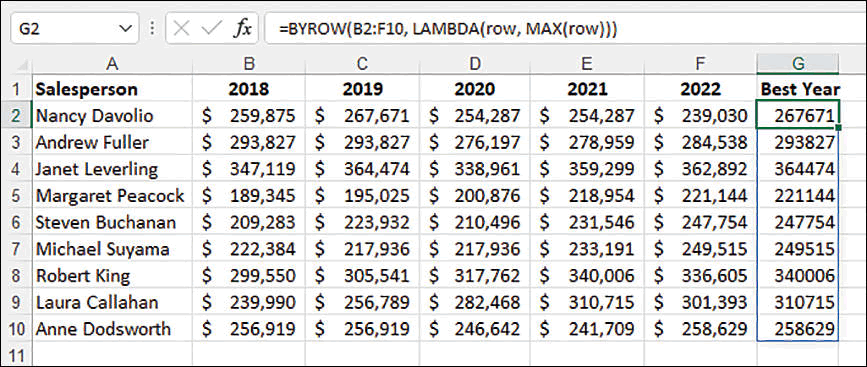 G2 fx =BYROW(B2:F10, LAMBDA(row, MAX(row)))
A B C D E F G
1 Salesperson 2018 2019 2020 2021 2022 Best Year
2 Nancy Davolio $ 259,875 $ 267,671 $ 254,287 $ 254,287 $ 239,030 267671
3 Andrew Fuller $ 293,827 $ 293,827 $ 276,197 $ 278,959 $ 284,538 293827
4 Janet Leverling $ 347,119 $ 364,474 $ 338,961 $ 359,299 $ 362,892 364474
5 Margaret Peacock $ 189,345 $ 195,025 $ 200,876 $ 218,954 $ 221,144 221144
6 Steven Buchanan $ 209,283 $ 223,932 $ 210,496 $ 231,546 $ 247,754 247754
7 Michael Suyama $ 222,384 $ 217,936 $ 217,936 $ 233,191 $ 249,515 249515
8 Robert King $ 299,550 $ 305,541 $ 317,762 $ 340,006 $ 336,605 340006
9 Laura Callahan $ 239,990 $ 256,789 $ 282,468 $ 310,715 $ 301,393 310715
10 Anne Dodsworth $ 256,919 $ 256,919 $ 246,642 $ 241,709 $ 258,629 258629
11